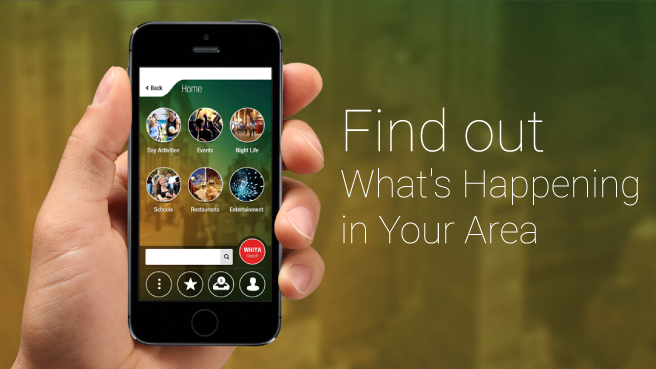 Back
Home
Day Activities
Events
Night Life
Schools
Restaurants
Entertainment
WHIYA
Search
Find out
What's Happening
in Your Area